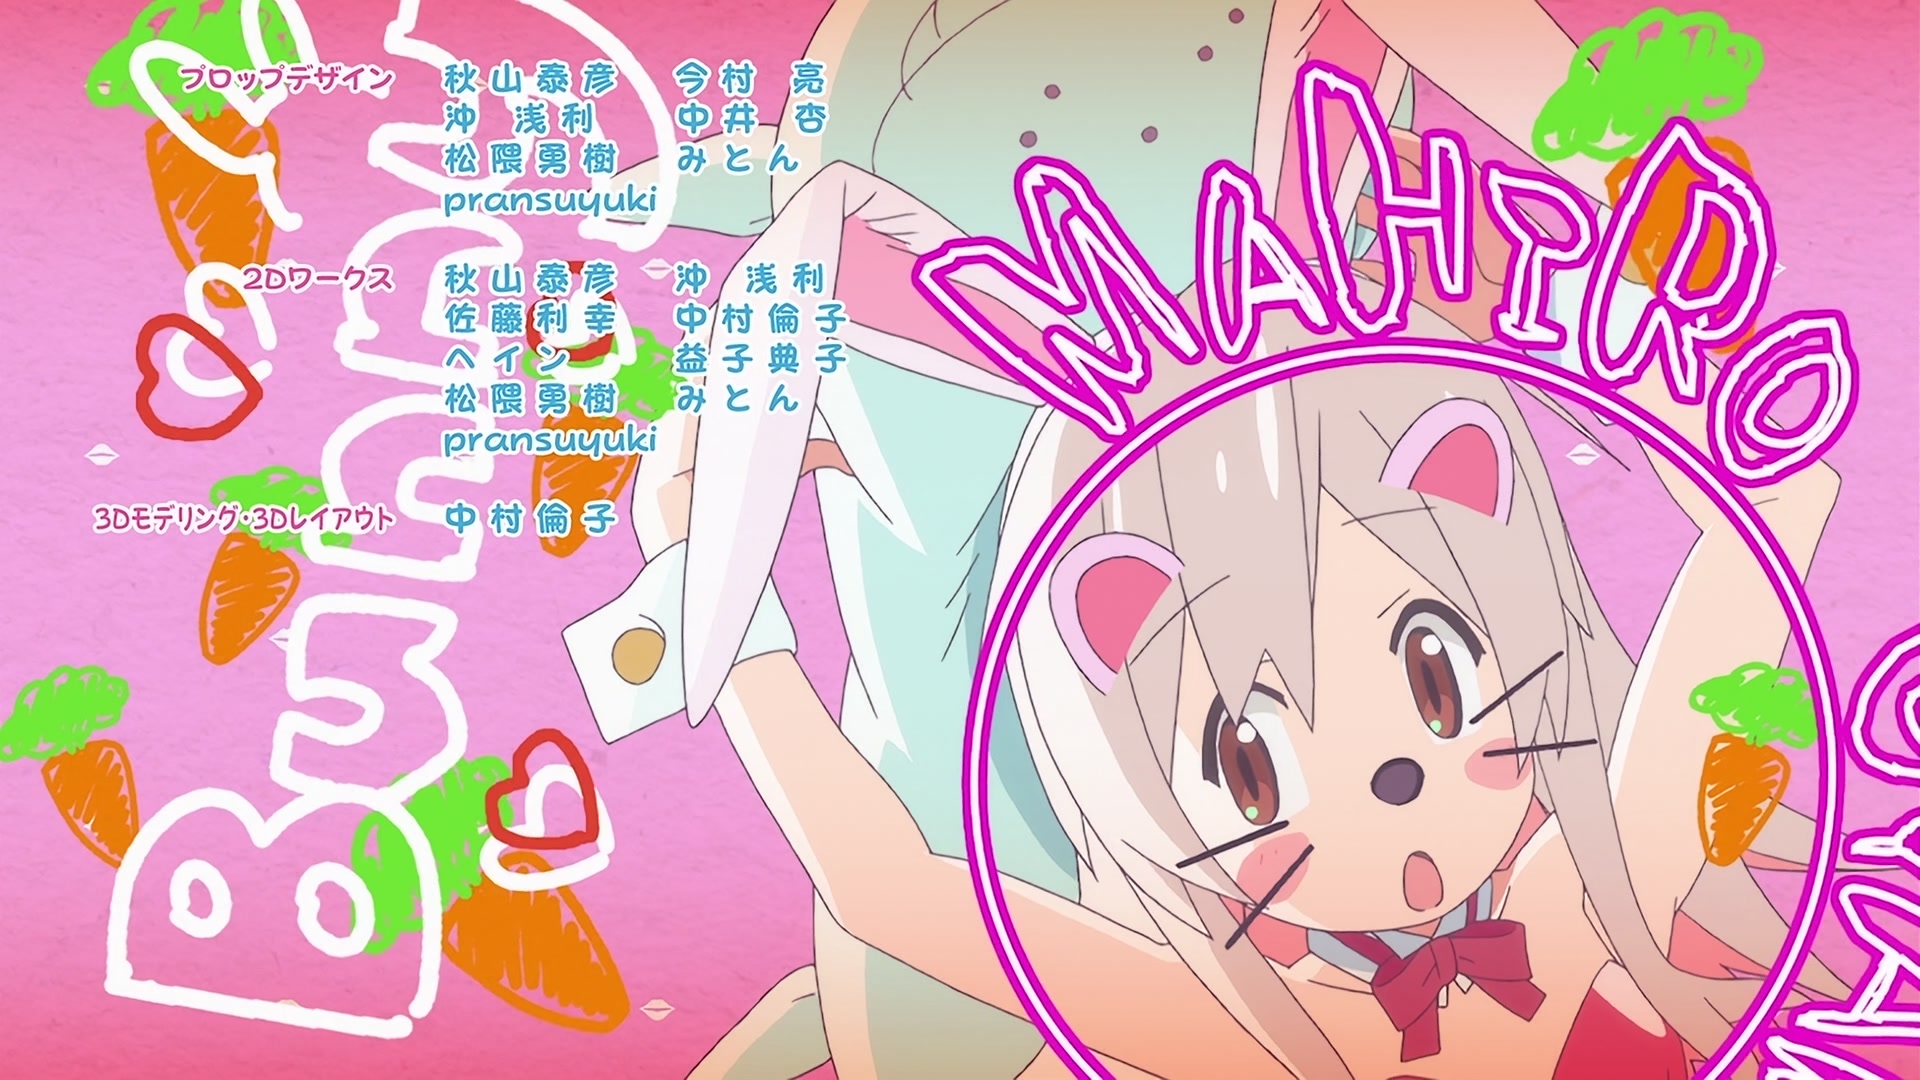 プロップデザイン 秋山泰彦 今村 亮
沖 浅利 中井 杏
松隈勇樹 みとん
pransuyuki
2Dワークス 秋山泰彦 沖 浅利
佐藤利幸 中村倫子
ヘイン 益子典子
松隈勇樹 みとん
pransuyuki
3Dモデリング・3Dレイアウト 中村倫子
Bunny
MAHIRO